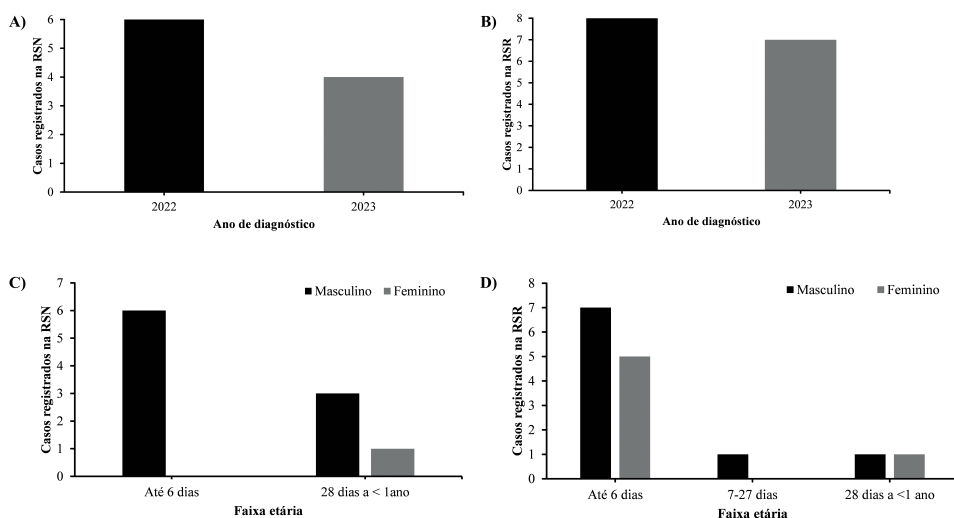 A)
Casos registrados na RSN
6
5
4
3
2
1
0
2022 2023
Ano de diagnóstico
B)
Casos registrados na RSR
8
7
6
5
4
3
2
1
0
2022 2023
Ano de diagnóstico
C)
Casos registrados na RSN
7
6
5
4
3
2
1
0
Masculino Feminino
Até 6 dias 28 dias a < 1ano
Faixa etária
D)
Casos registrados na RSR
8
7
6
5
4
3
2
1
0
Masculino Feminino
Até 6 dias 7-27 dias 28 dias a <1 ano
Faixa etária